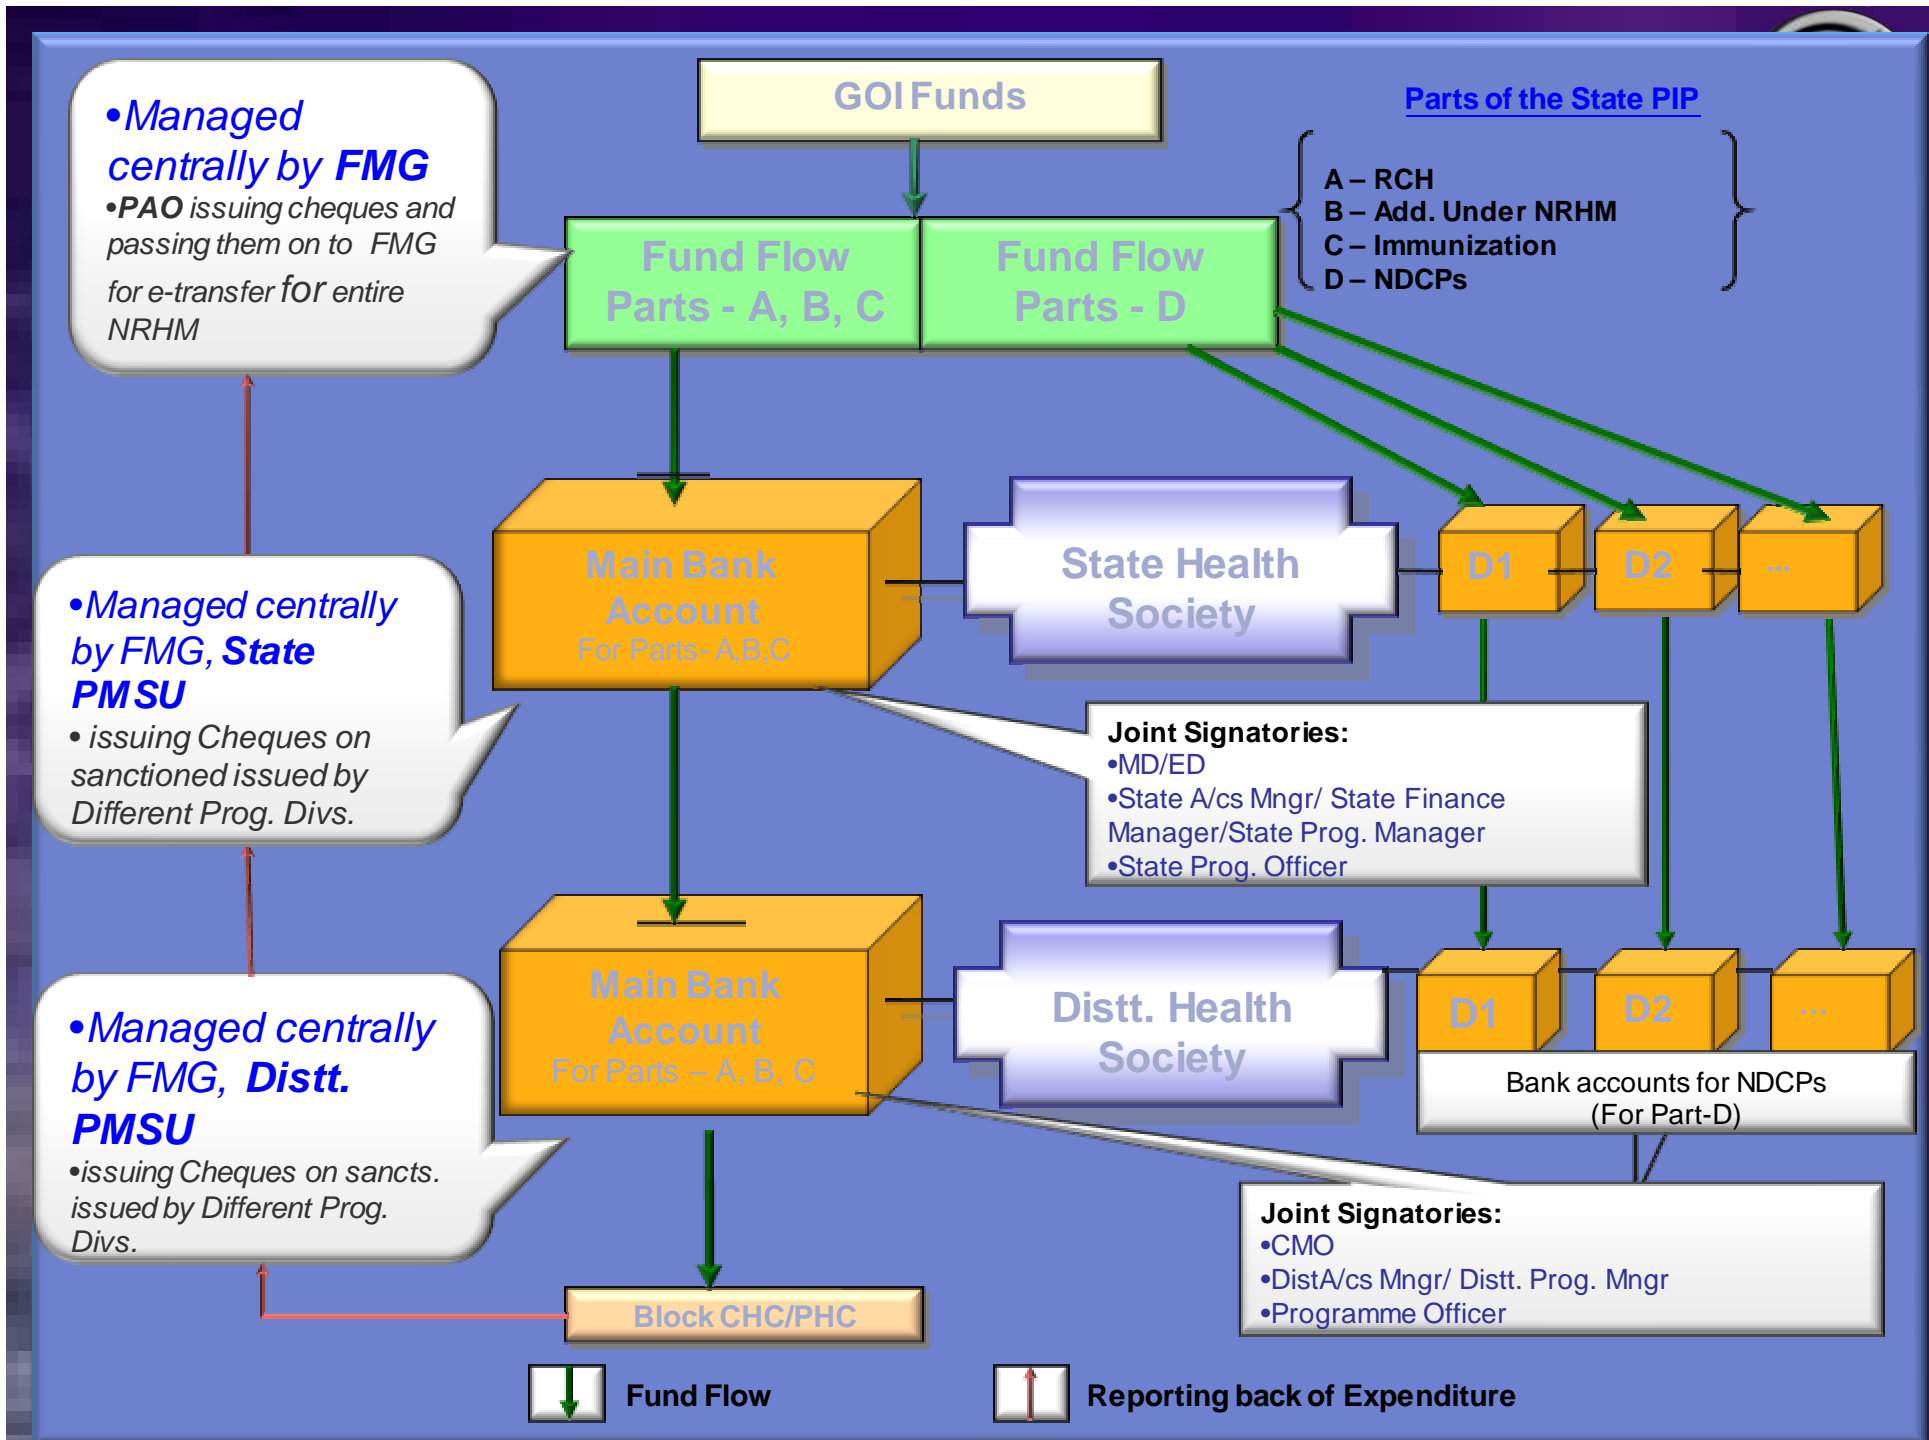 GOI Funds
Parts of the State PIP
A – RCH
B – Add. Under NRHM
C – Immunization
D – NDCPs
•Managed
centrally by FMG
•PAO issuing cheques and
passing them on to FMG
for e-transfer for entire
NRHM
Fund Flow
Parts - A, B, C
Fund Flow
Parts - D
Main Bank
Account
For Parts- A,B,C
State Health
Society
D1
D2
...
•Managed centrally
by FMG, State
PMSU
• issuing Cheques on
sanctioned issued by
Different Prog. Divs.
Joint Signatories:
•MD/ED
•State A/cs Mngr/ State Finance
Manager/State Prog. Manager
•State Prog. Officer
Main Bank
Account
For Parts – A, B, C
Distt. Health
Society
D1
D2
...
Bank accounts for NDCPs
(For Part-D)
•Managed centrally
by FMG, Distt.
PMSU
•issuing Cheques on sancts.
issued by Different Prog.
Divs.
Joint Signatories:
•CMO
•DistA/cs Mngr/ Distt. Prog. Mngr
•Programme Officer
Block CHC/PHC
Fund Flow
Reporting back of Expenditure